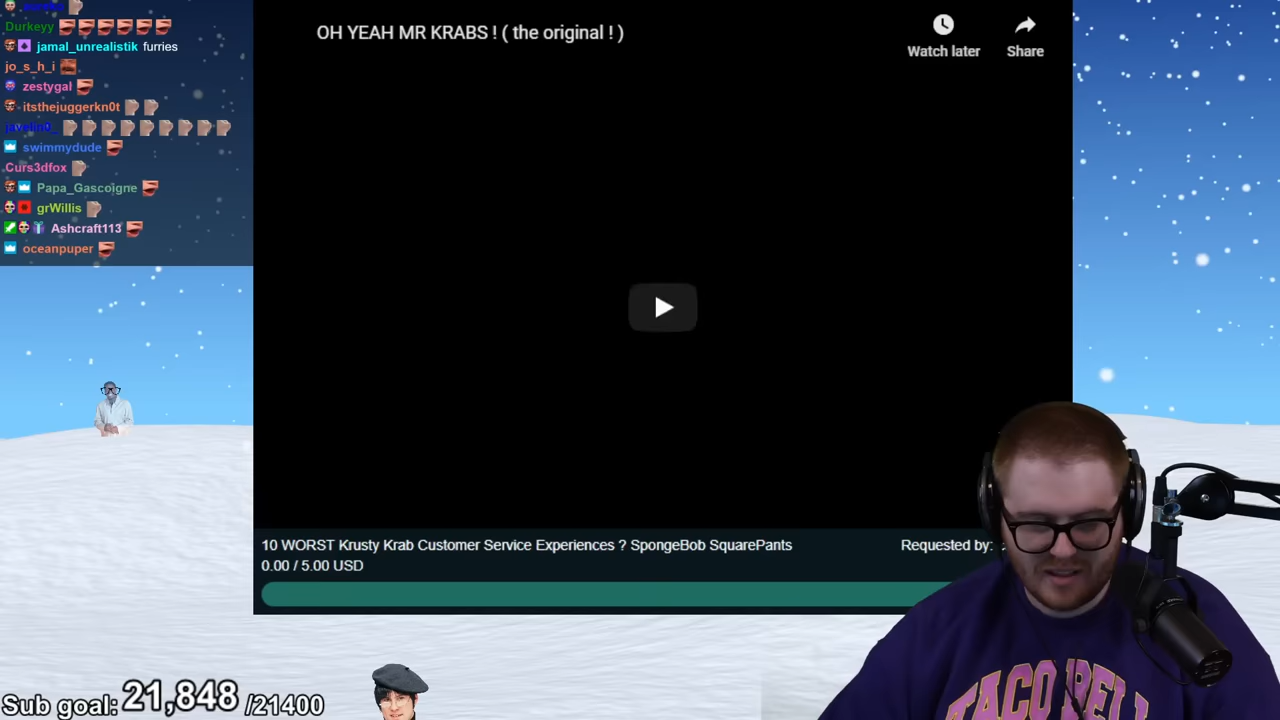 Durkeyy
jamal_unrealistik furries
jo_s_h_i
zestygal
itsthejuggerkn0t
javelin0_
swimmydude
Curs3dfox
Papa_Gascoigne
grWillis
Ashcraft113
oceanpuper
OH YEAH MR KRABS ! ( the original ! )
Watch later
Share
10 WORST Krusty Krab Customer Service Experiences ? SpongeBob SquarePants
Requested by:
0.00 / 5.00 USD
TACO BELL
Sub goal: 21,848 /21400